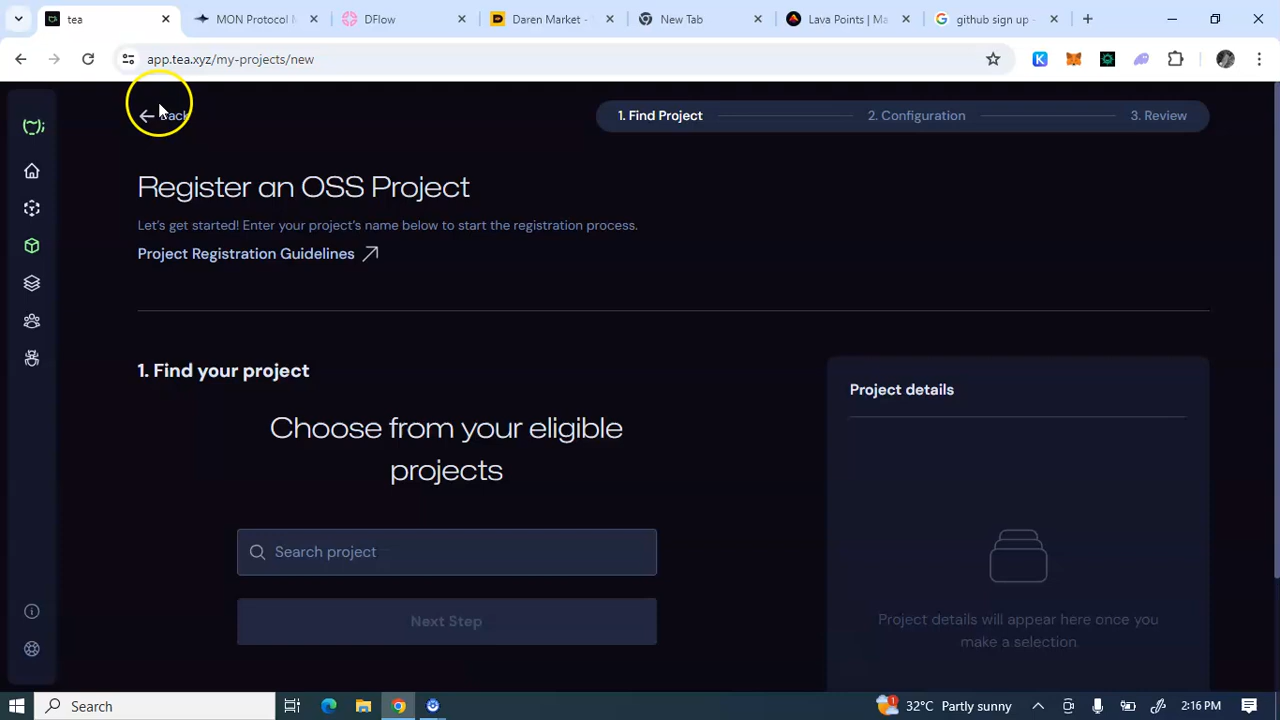 tea
MON Protocol M
DFlow
Daren Market -
New Tab
Lava Points | Ma
github sign up -
app.tea.xyz/my-projects/new
Back
1. Find Project
2. Configuration
3. Review
Register an OSS Project
Let's get started! Enter your project's name below to start the registration process.
Project Registration Guidelines
1. Find your project
Choose from your eligible
projects
Search project
Next Step
Project details
Project details will appear here once you
make a selection.
Search
1
32°C Partly sunny
2:16 PM